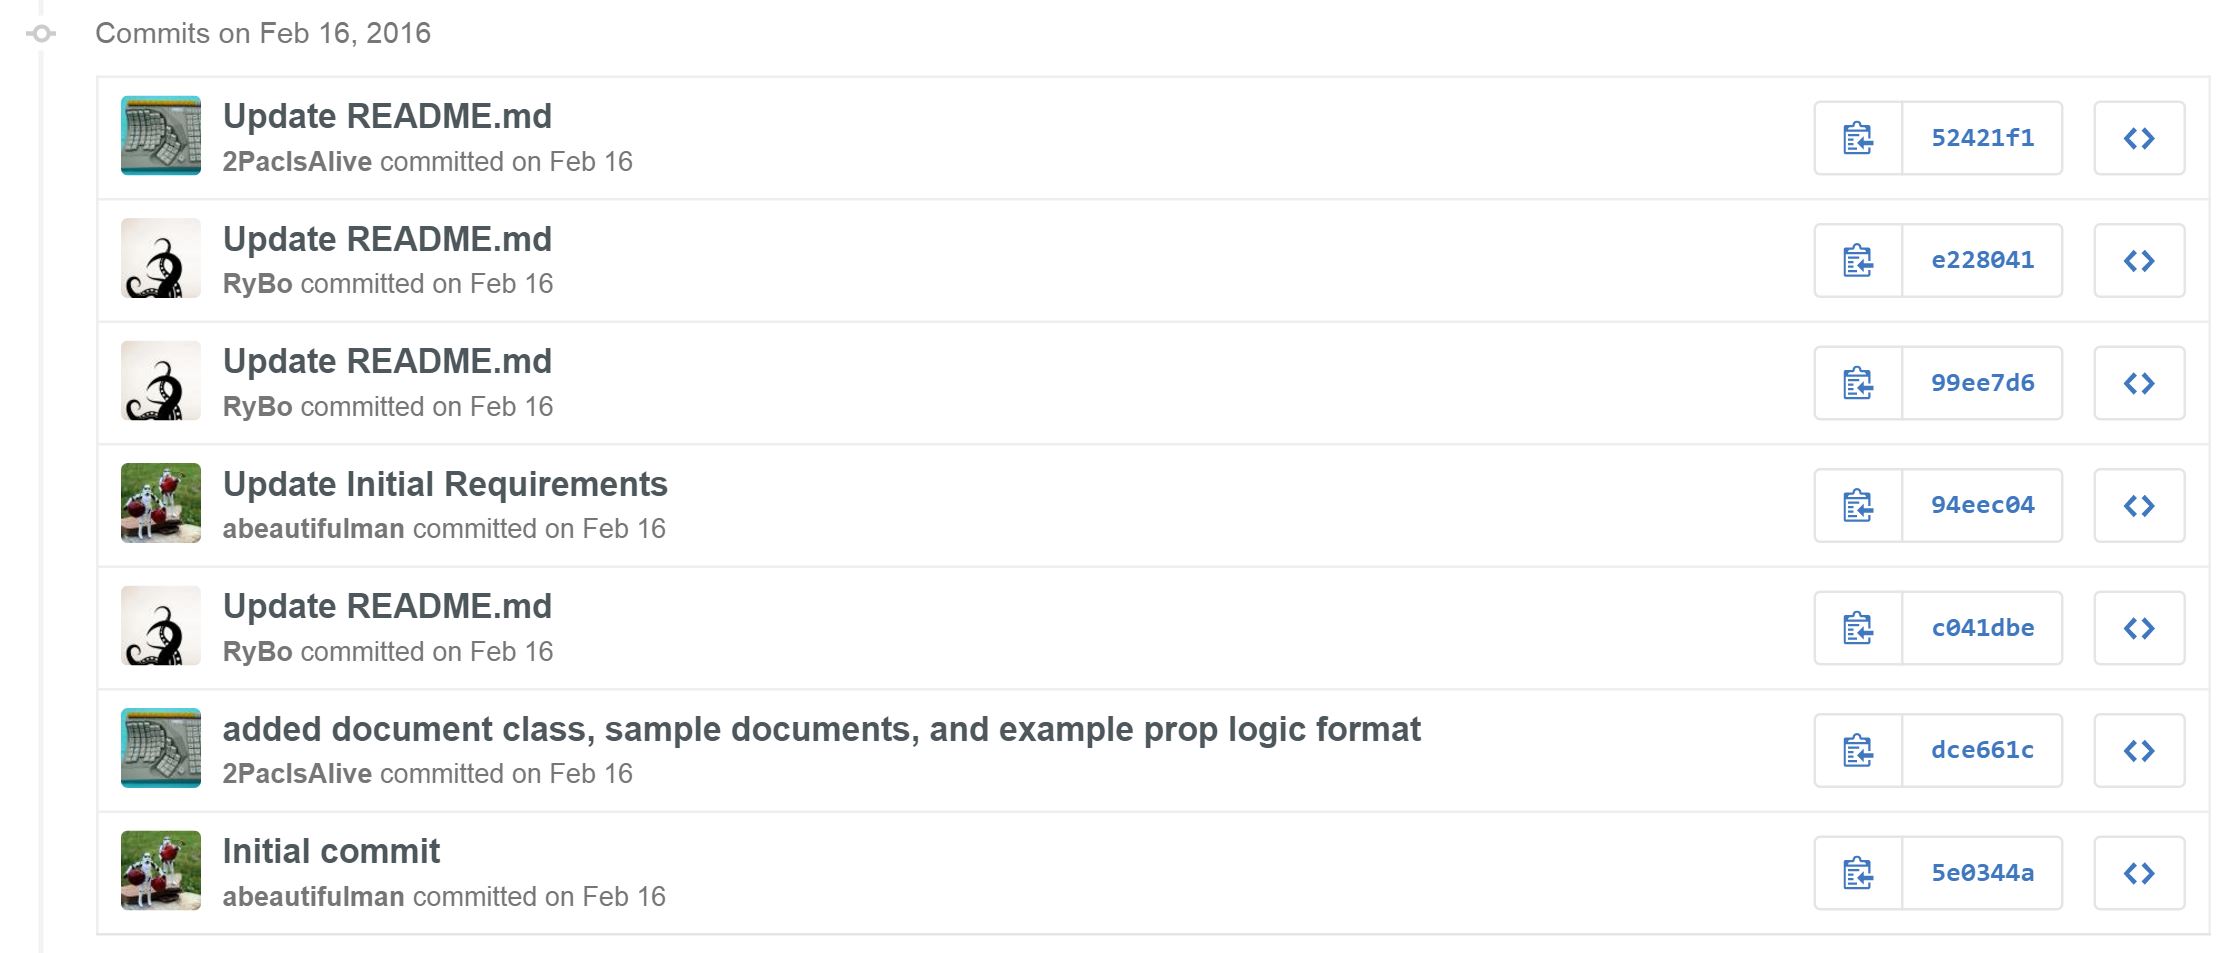 Commits on Feb 16, 2016
Update README.md
2PacIsAlive committed on Feb 16
52421f1
Update README.md
RyBo committed on Feb 16
e228041
Update README.md
RyBo committed on Feb 16
99ee7d6
Update Initial Requirements
abeautifulman committed on Feb 16
94eec04
Update README.md
RyBo committed on Feb 16
c041dbe
added document class, sample documents, and example prop logic format
2PacIsAlive committed on Feb 16
dce661c
Initial commit
abeautifulman committed on Feb 16
5e0344a